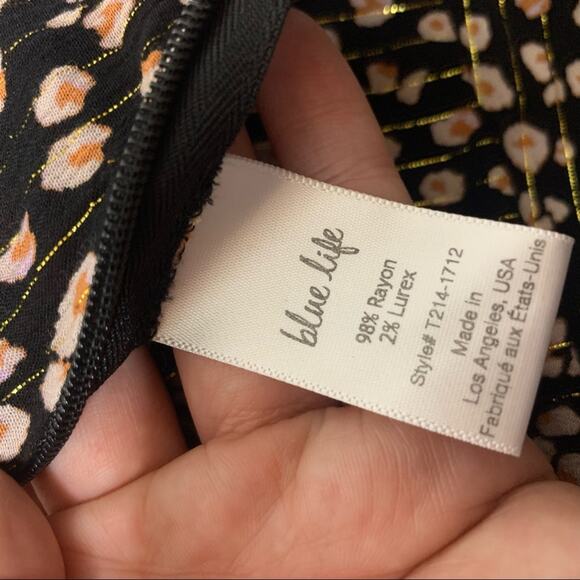 blue life
98% Rayon
2% Lurex
Style# T214-1712
Made in
Los Angeles, USA
Fabriqué aux États-Unis